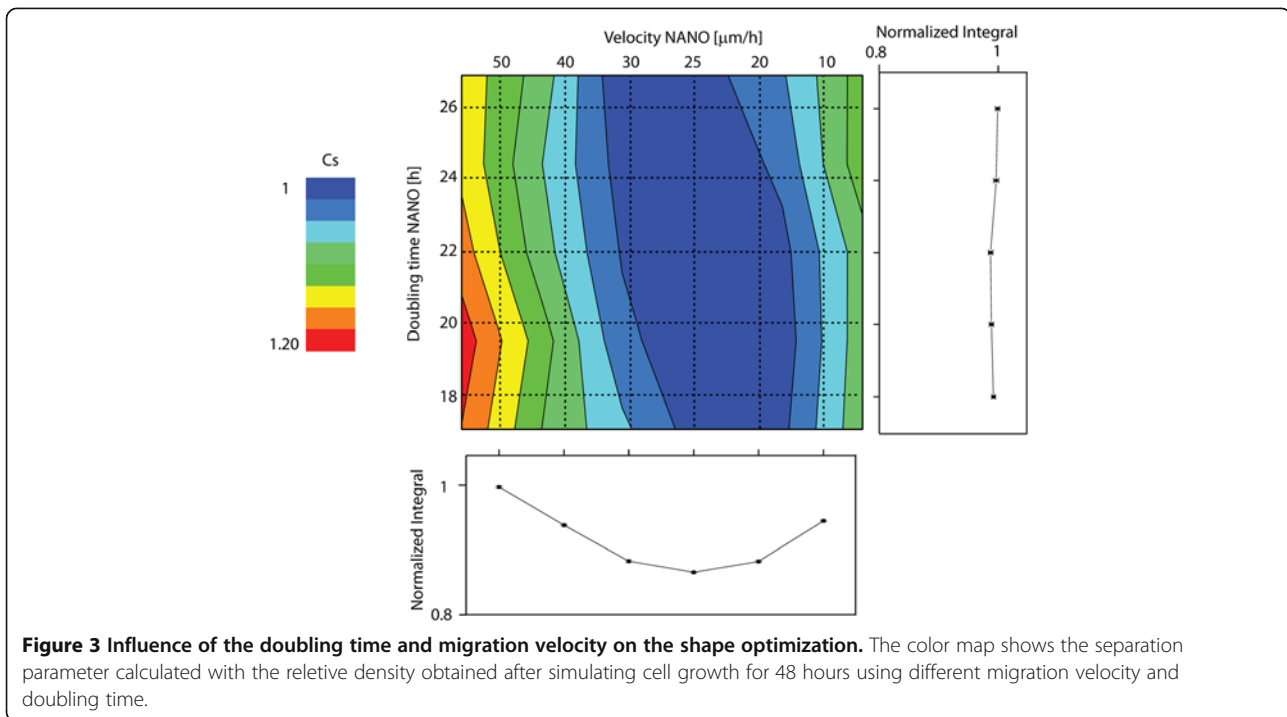 Velocity NANO [μm/h]
50 40 30 25 20 10
Normalized Integral
0.8 1
Cs
1
1.20
Doubling time NANO [h]
26
24
22
20
18
Normalized Integral
1
0.8
Figure 3 Influence of the doubling time and migration velocity on the shape optimization. The color map shows the separation
parameter calculated with the reletive density obtained after simulating cell growth for 48 hours using different migration velocity and
doubling time.